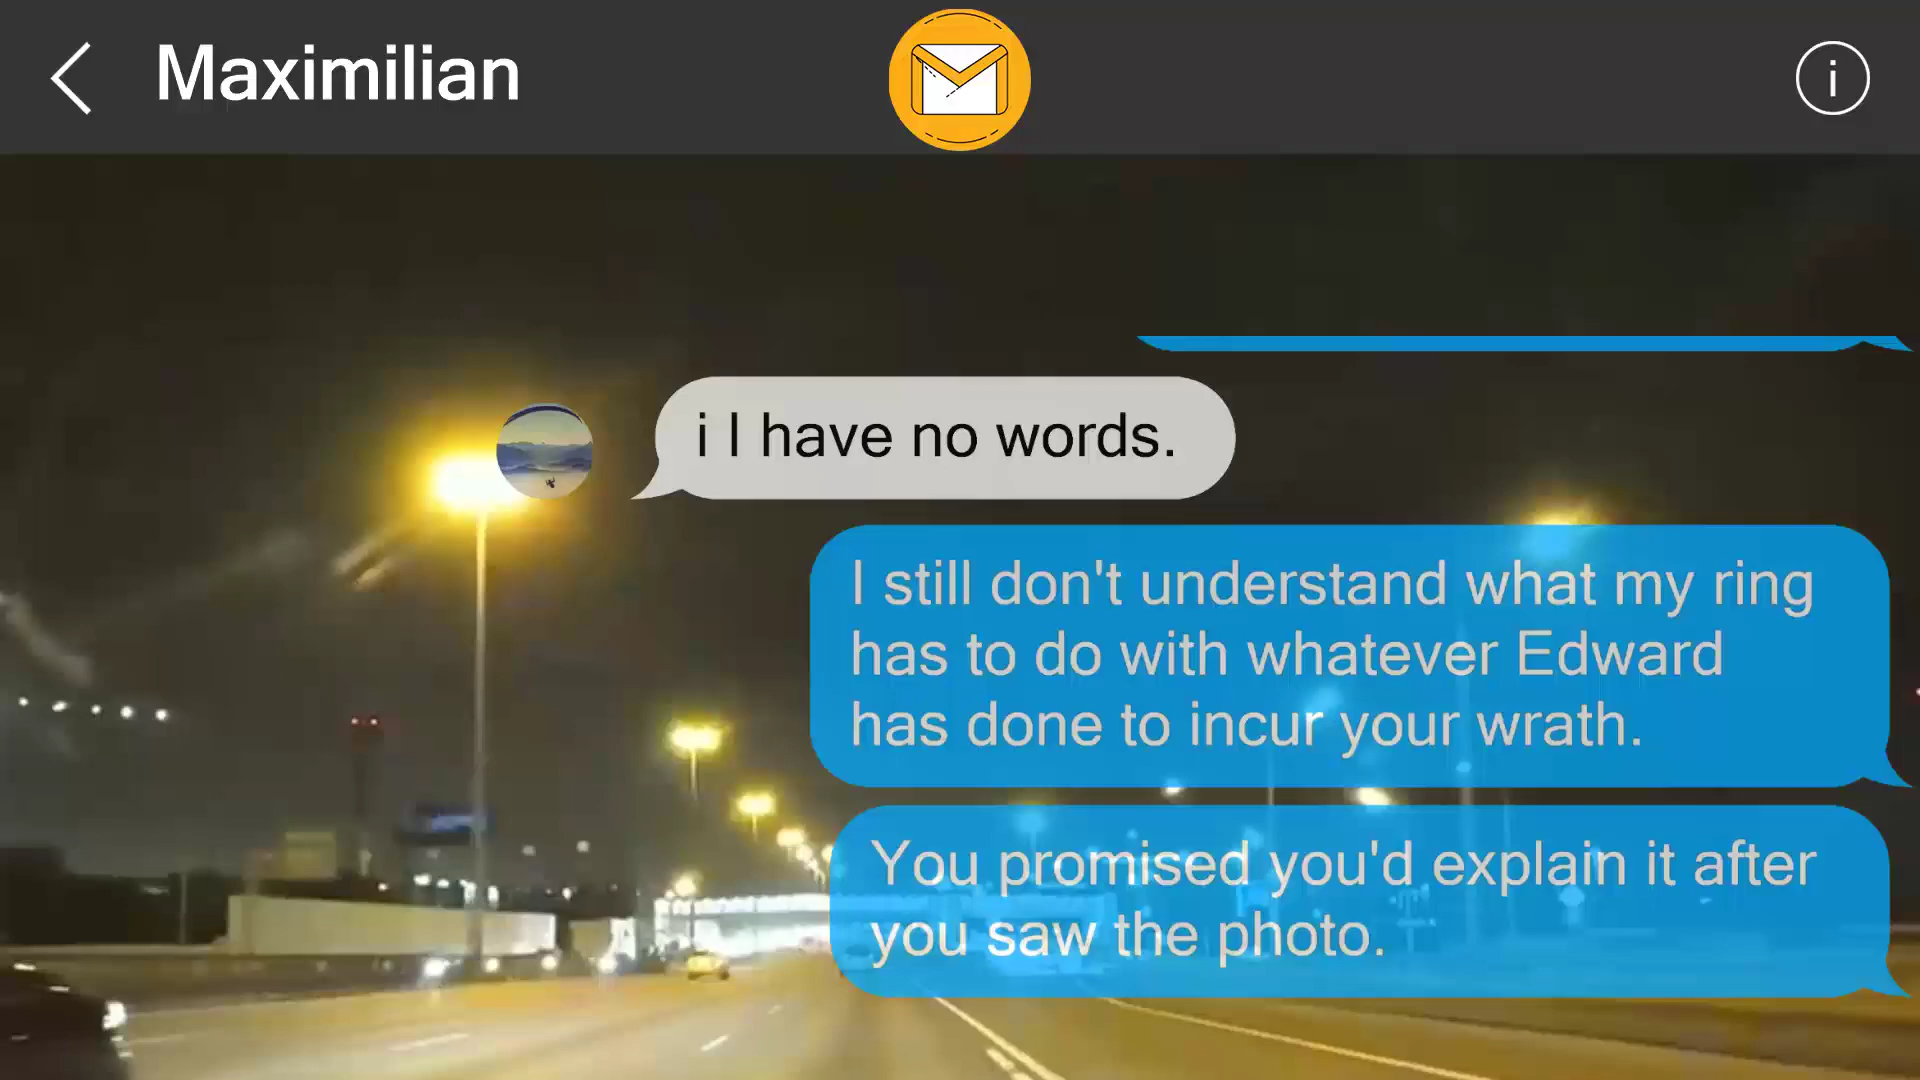 Maximilian
i
i I have no words.
I still don't understand what my ring
has to do with whatever Edward
has done to incur your wrath.
You promised you'd explain it after
you saw the photo.